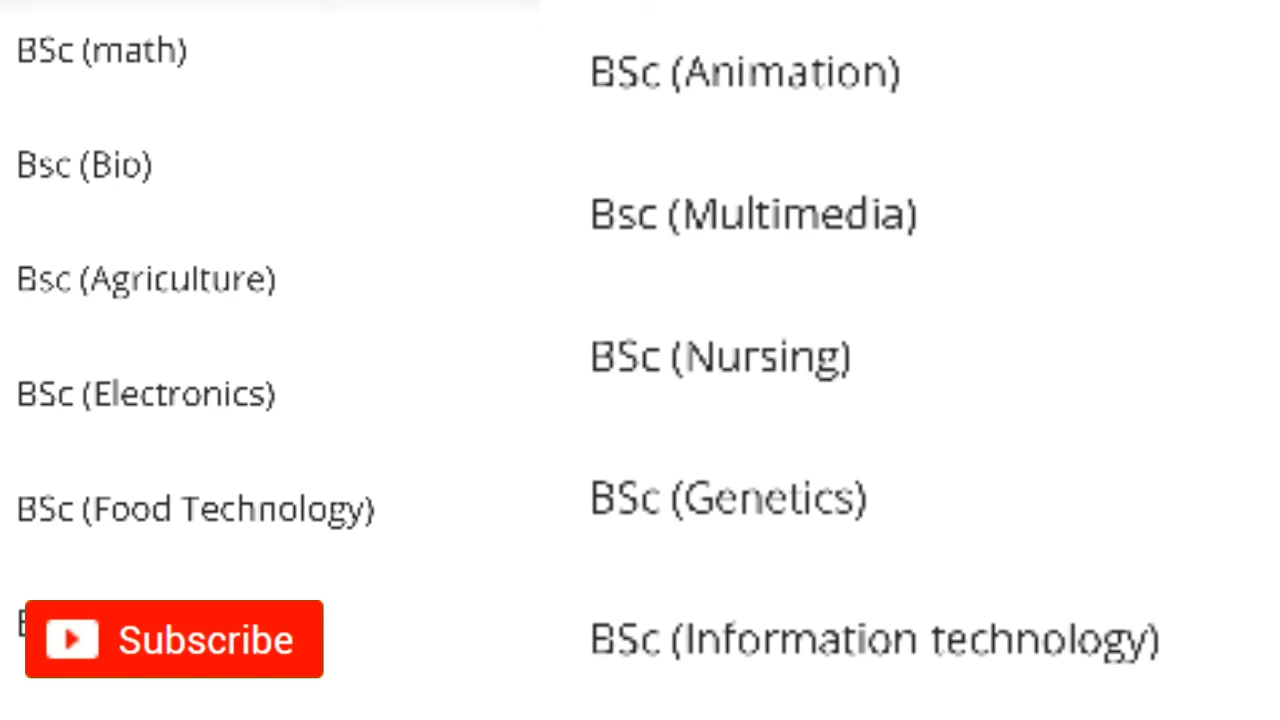 BSc (math)
Bsc (Bio)
Bsc (Agriculture)
BSc (Electronics)
BSc (Food Technology)
Subscribe
BSc (Animation)
Bsc (Multimedia)
BSc (Nursing)
BSc (Genetics)
BSc (Information technology)